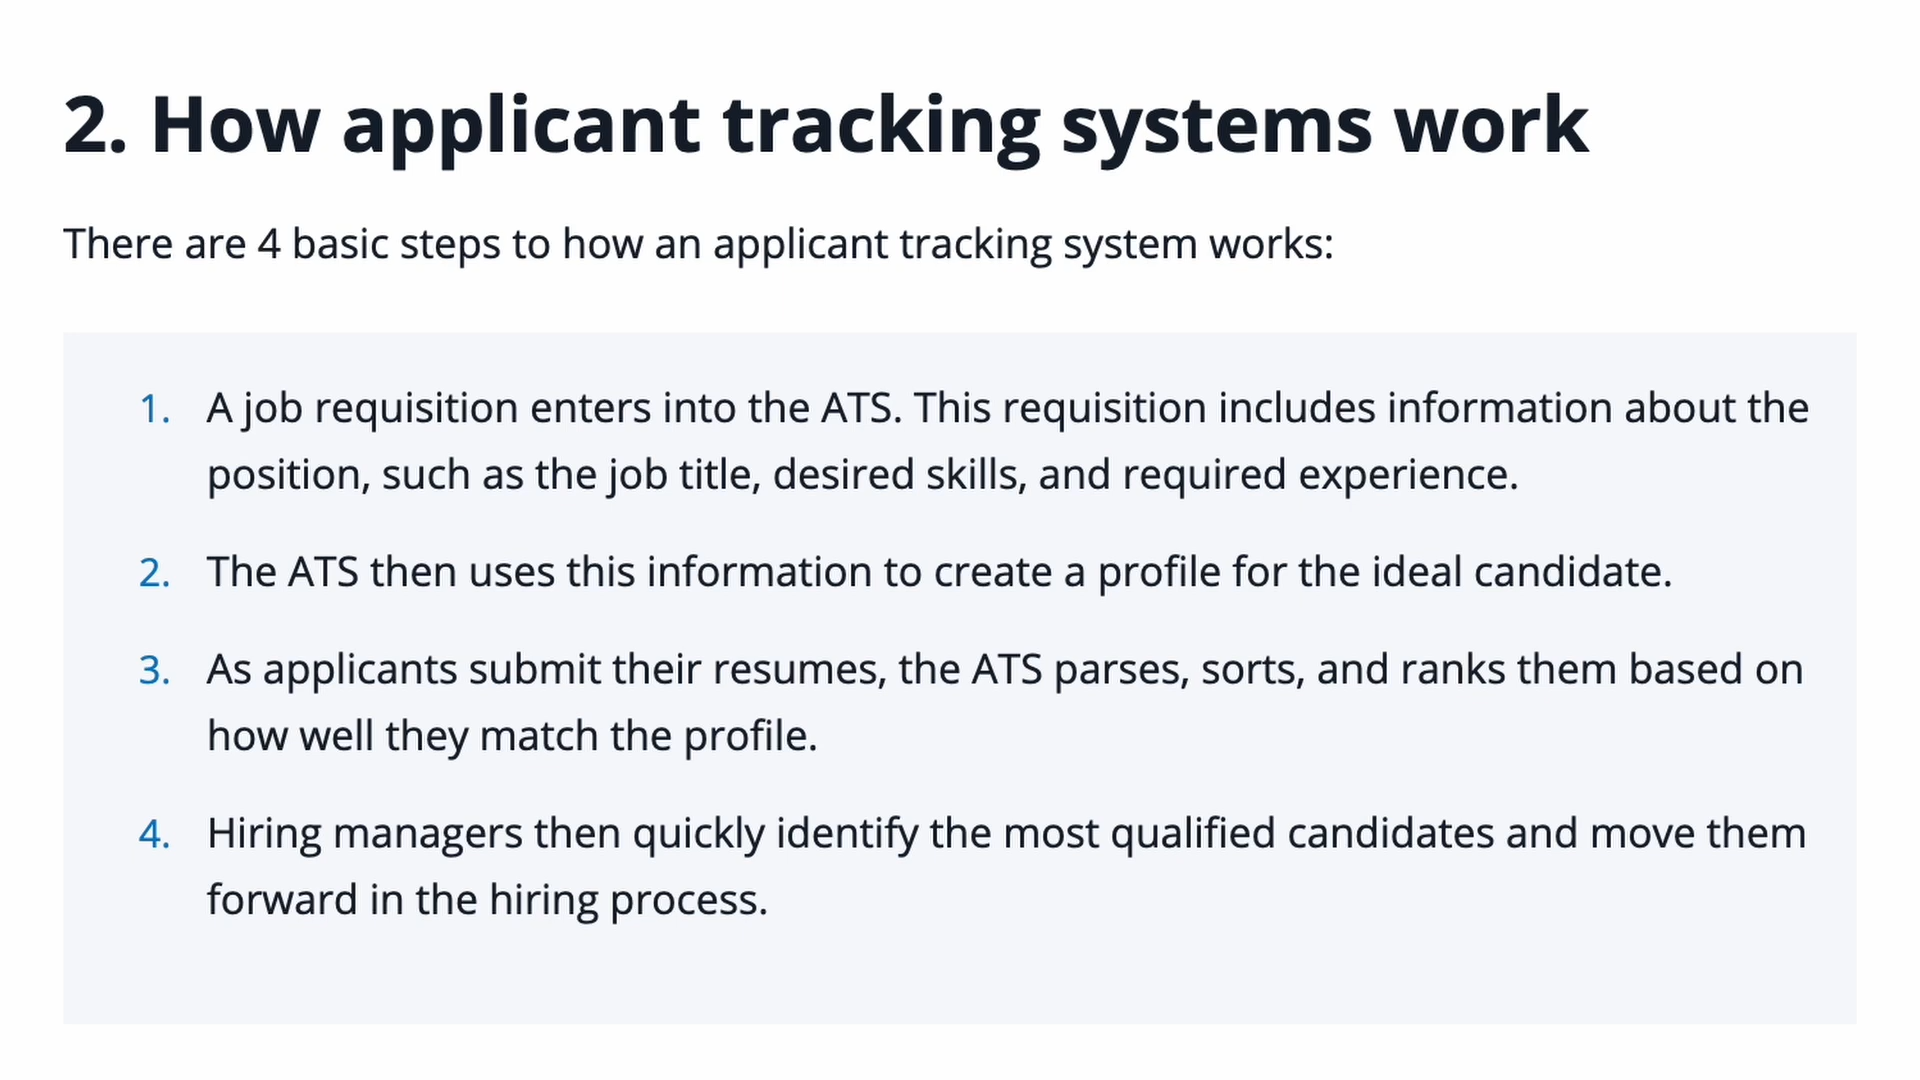 2. How applicant tracking systems work
There are 4 basic steps to how an applicant tracking system works:
1. A job requisition enters into the ATS. This requisition includes information about the
position, such as the job title, desired skills, and required experience.
2. The ATS then uses this information to create a profile for the ideal candidate.
3. As applicants submit their resumes, the ATS parses, sorts, and ranks them based on
how well they match the profile.
4. Hiring managers then quickly identify the most qualified candidates and move them
forward in the hiring process.